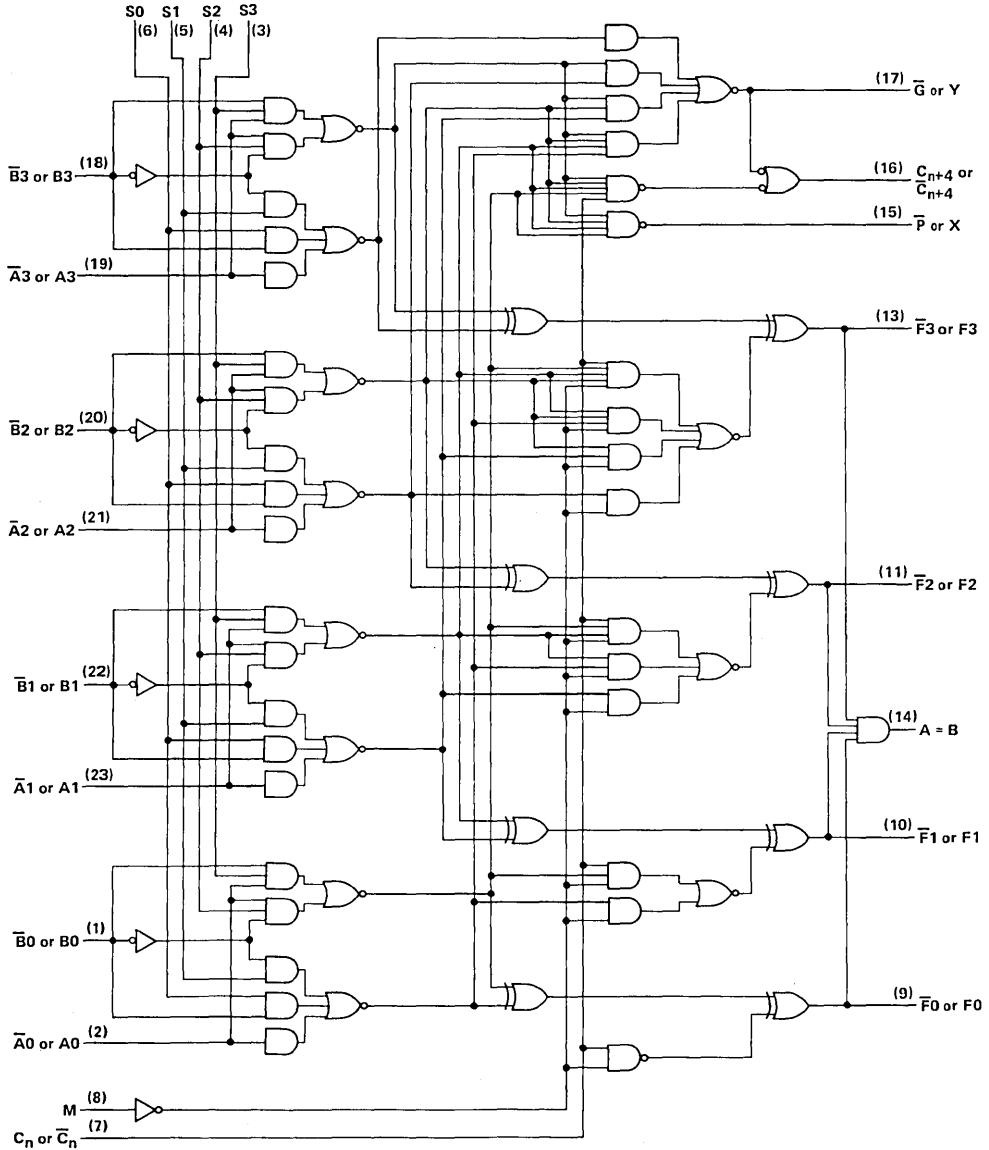 S0 S1 S2 S3
(6) (5) (4) (3)
(17) G̅ or Y
(18)
B̅3 or B3
(16) Cn+4 or
C̅n+4
(15) P̅ or X
(19)
A̅3 or A3
(13) F̅3 or F3
(20)
B̅2 or B2
(21)
A̅2 or A2
(11) F̅2 or F2
(22)
B̅1 or B1
(14) A = B
(23)
A̅1 or A1
(10) F̅1 or F1
(1)
B̅0 or B0
(9) F̅0 or F0
(2)
A̅0 or A0
M (8)
Cn or C̅n (7)